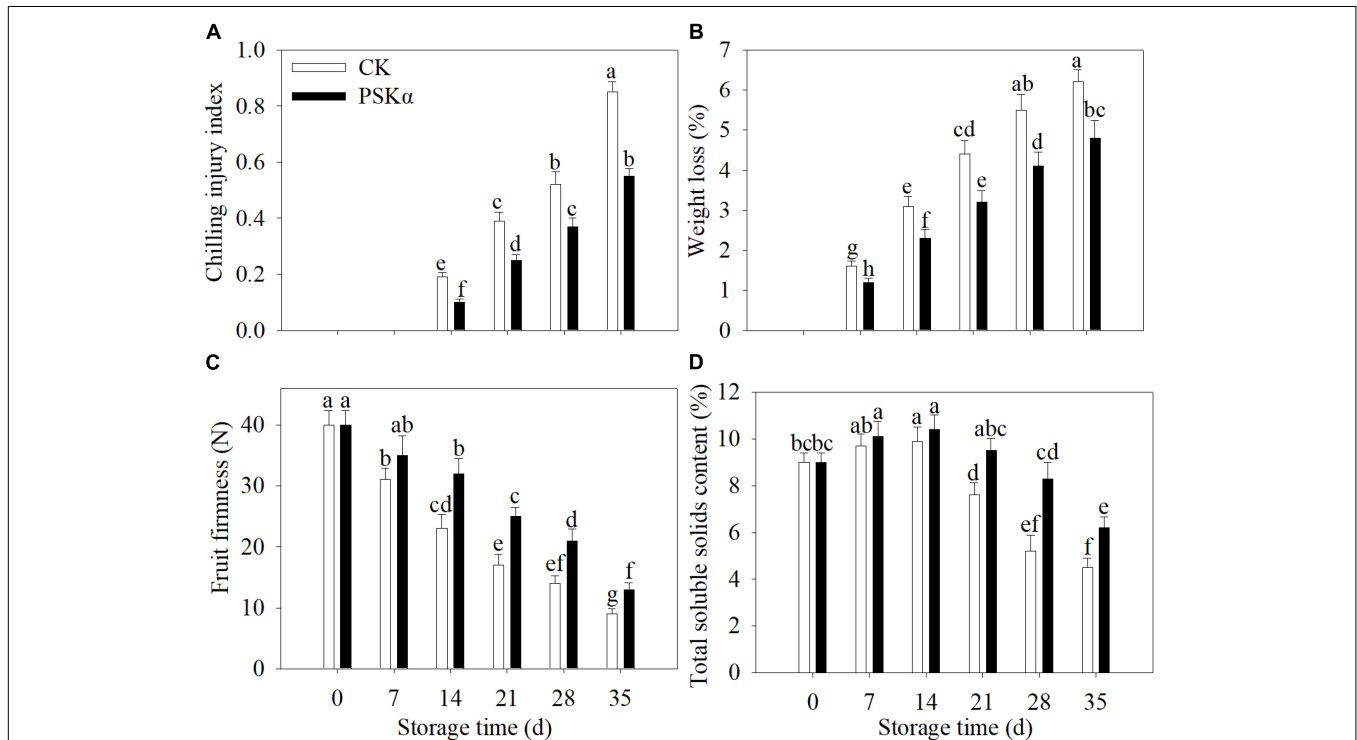 A
Chilling injury index
1.0
0.8
0.6
0.4
0.2
0.0
CK
PSKα
e
f
c
d
b
c
a
b
B
Weight loss (%)
7
6
5
4
3
2
1
0
g
h
e
f
cd
e
ab
d
a
bc
C
Fruit firmness (N)
40
30
20
10
0
a a
b
ab
cd
b
e
c
ef
d
g
f
0 7 14 21 28 35
Storage time (d)
D
Total soluble solids content (%)
12
10
8
6
4
2
0
bcbc
ab
a
a
a
d
abc
ef
cd
f
e
0 7 14 21 28 35
Storage time (d)